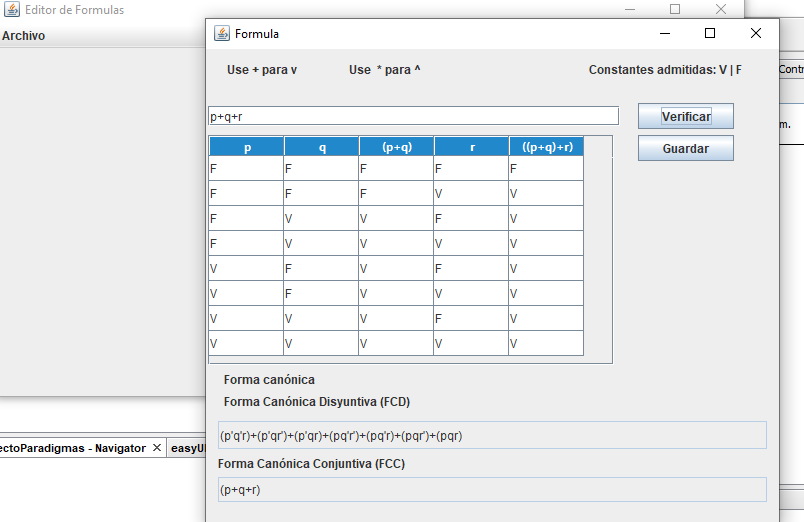 Editor de Formulas
Archivo
Formula
Use + para v Use * para ^ Constantes admitidas: V | F
p+q+r
Verificar
Guardar
p q (p+q) r ((p+q)+r)
F F F F F
F F F V V
F V V F V
F V V V V
V F V F V
V F V V V
V V V F V
V V V V V
Forma canónica
Forma Canónica Disyuntiva (FCD)
(p'q'r)+(p'qr')+(p'qr)+(pq'r')+(pq'r)+(pqr')+(pqr)
Forma Canónica Conjuntiva (FCC)
(p+q+r)
ectoParadigmas - Navigator
easyU
Contr
m.